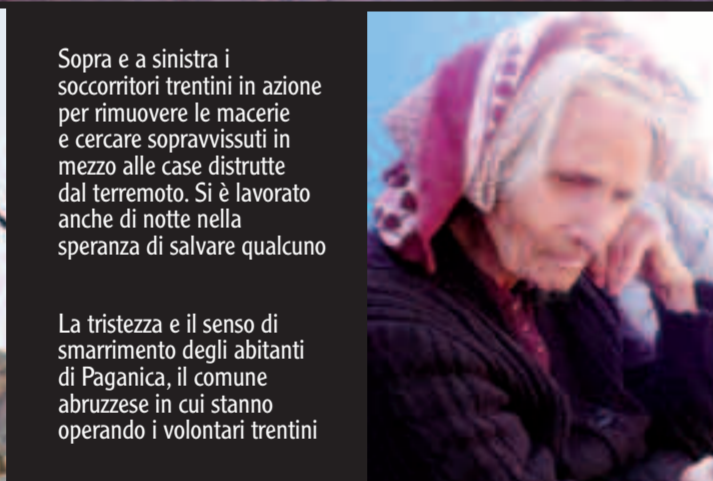 Sopra e a sinistra i
soccorritori trentini in azione
per rimuovere le macerie
e cercare sopravvissuti in
mezzo alle case distrutte
dal terremoto. Si è lavorato
anche di notte nella
speranza di salvare qualcuno
La tristezza e il senso di
smarrimento degli abitanti
di Paganica, il comune
abruzzese in cui stanno
operando i volontari trentini